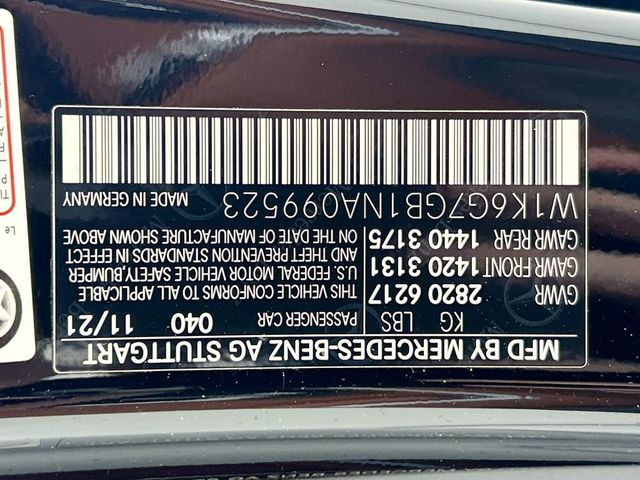 MFD BY MERCEDES-BENZ AG STUTTGART
KG LBS PASSENGER CAR 040 11/21
GVWR 2820 6217
GAWR FRONT 1420 3131
GAWR REAR 1440 3175
THIS VEHICLE CONFORMS TO ALL APPLICABLE
U.S. FEDERAL MOTOR VEHICLE SAFETY,BUMPER,
AND THEFT PREVENTION STANDARDS IN EFFECT
ON THE DATE OF MANUFACTURE SHOWN ABOVE
W1K6G7GB1NA099523 MADE IN GERMANY